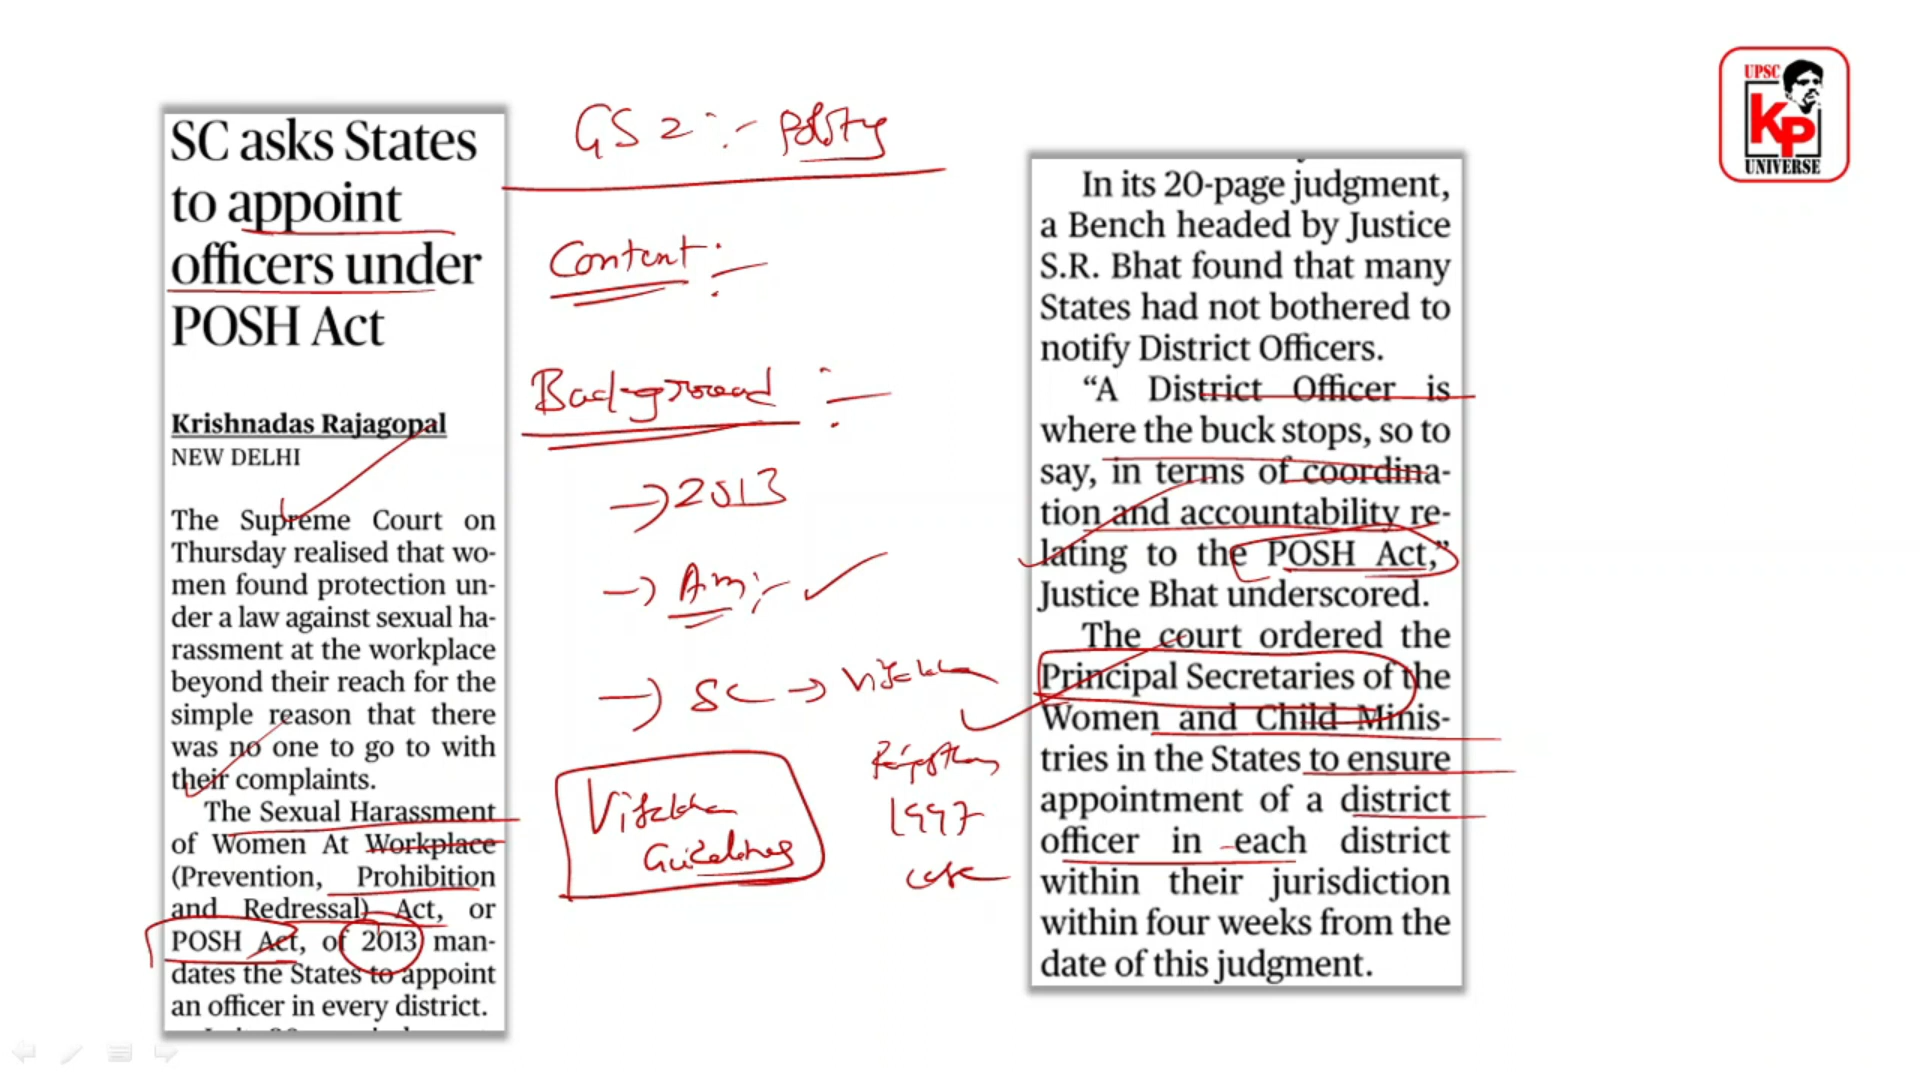 SC asks States
to appoint
officers under
POSH Act
Krishnadas Rajagopal
NEW DELHI
The Supreme Court on
Thursday realised that wo-
men found protection un-
der a law against sexual ha-
rassment at the workplace
beyond their reach for the
simple reason that there
was no one to go to with
their complaints.
The Sexual Harassment
of Women At Workplace
(Prevention, Prohibition
and Redressal) Act, or
POSH Act, of 2013 man-
dates the States to appoint
an officer in every district.
GS 2 :- Polity
Content :-
Background :-
→ 2013
→ Aim :-
→ SC → Vishakha
Rajasthan
1997
case
Vishakha
Guidelines
In its 20-page judgment,
a Bench headed by Justice
S.R. Bhat found that many
States had not bothered to
notify District Officers.
“A District Officer is
where the buck stops, so to
say, in terms of coordina-
tion and accountability re-
lating to the POSH Act,”
Justice Bhat underscored.
The court ordered the
Principal Secretaries of the
Women and Child Minis-
tries in the States to ensure
appointment of a district
officer in each district
within their jurisdiction
within four weeks from the
date of this judgment.
UPSC
KP
UNIVERSE